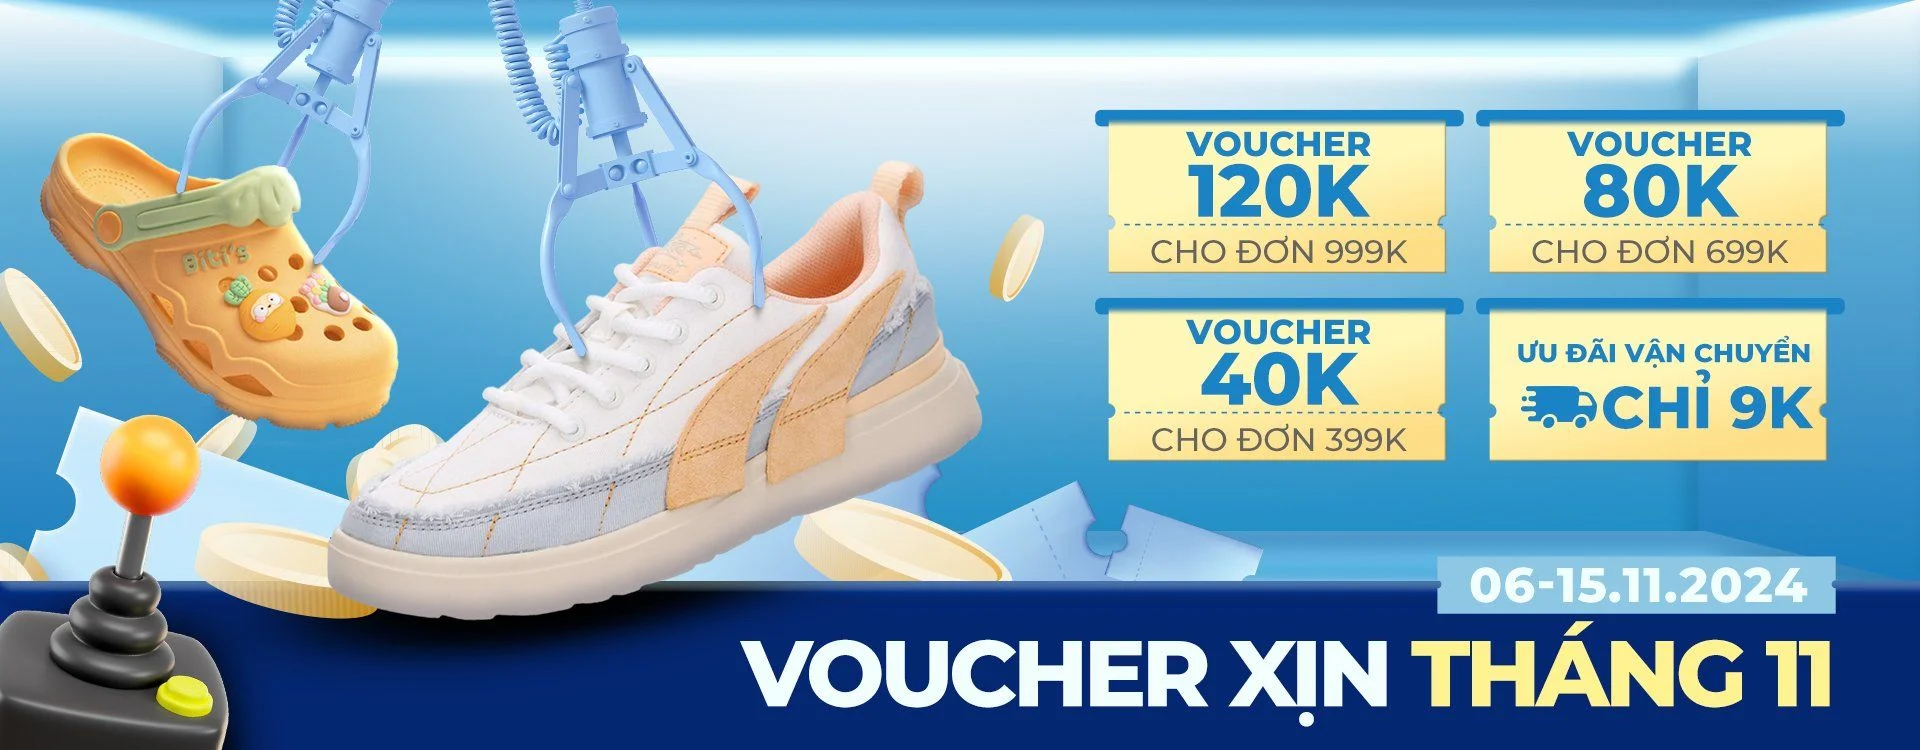 Biti's
VOUCHER
120K
CHO ĐƠN 999K
VOUCHER
80K
CHO ĐƠN 699K
VOUCHER
40K
CHO ĐƠN 399K
ƯU ĐÃI VẬN CHUYỂN
CHỈ 9K
06-15.11.2024
VOUCHER XỊN THÁNG 11